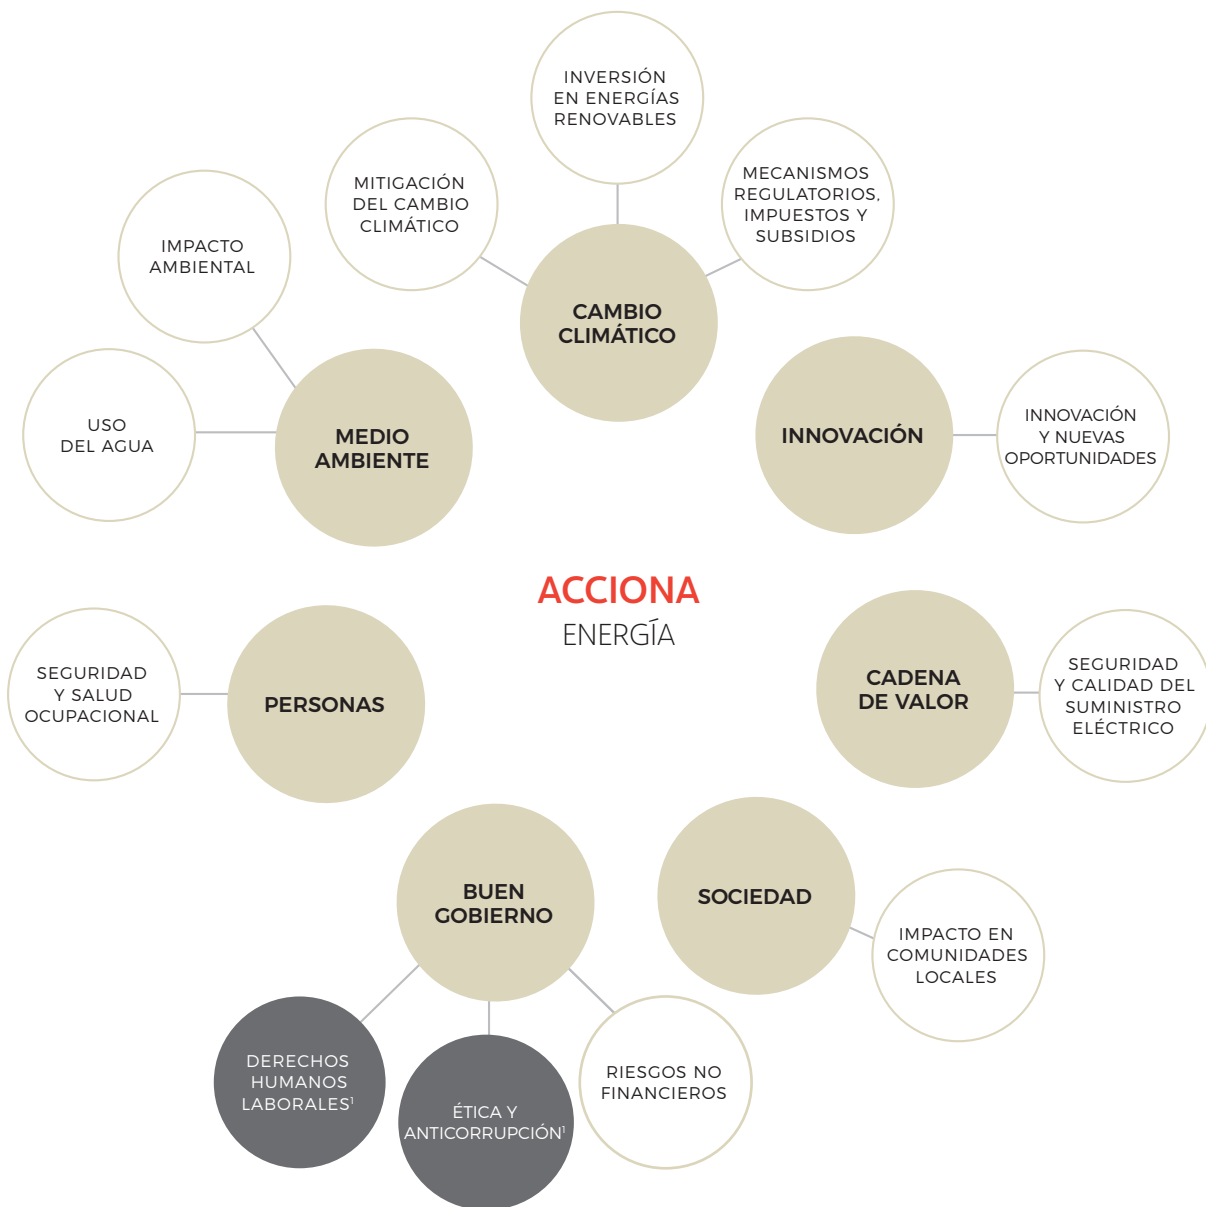 INVERSIÓN
EN ENERGÍAS
RENOVABLES
MITIGACIÓN
DEL CAMBIO
CLIMÁTICO
MECANISMOS
REGULATORIOS,
IMPUESTOS Y
SUBSIDIOS
IMPACTO
AMBIENTAL
CAMBIO
CLIMÁTICO
USO
DEL AGUA
MEDIO
AMBIENTE
INNOVACIÓN
INNOVACIÓN
Y NUEVAS
OPORTUNIDADES
ACCIONA
ENERGÍA
SEGURIDAD
Y SALUD
OCUPACIONAL
PERSONAS
CADENA
DE VALOR
SEGURIDAD
Y CALIDAD DEL
SUMINISTRO
ELÉCTRICO
BUEN
GOBIERNO
SOCIEDAD
IMPACTO EN
COMUNIDADES
LOCALES
DERECHOS
HUMANOS
LABORALES¹
ÉTICA Y
ANTICORRUPCIÓN¹
RIESGOS NO
FINANCIEROS